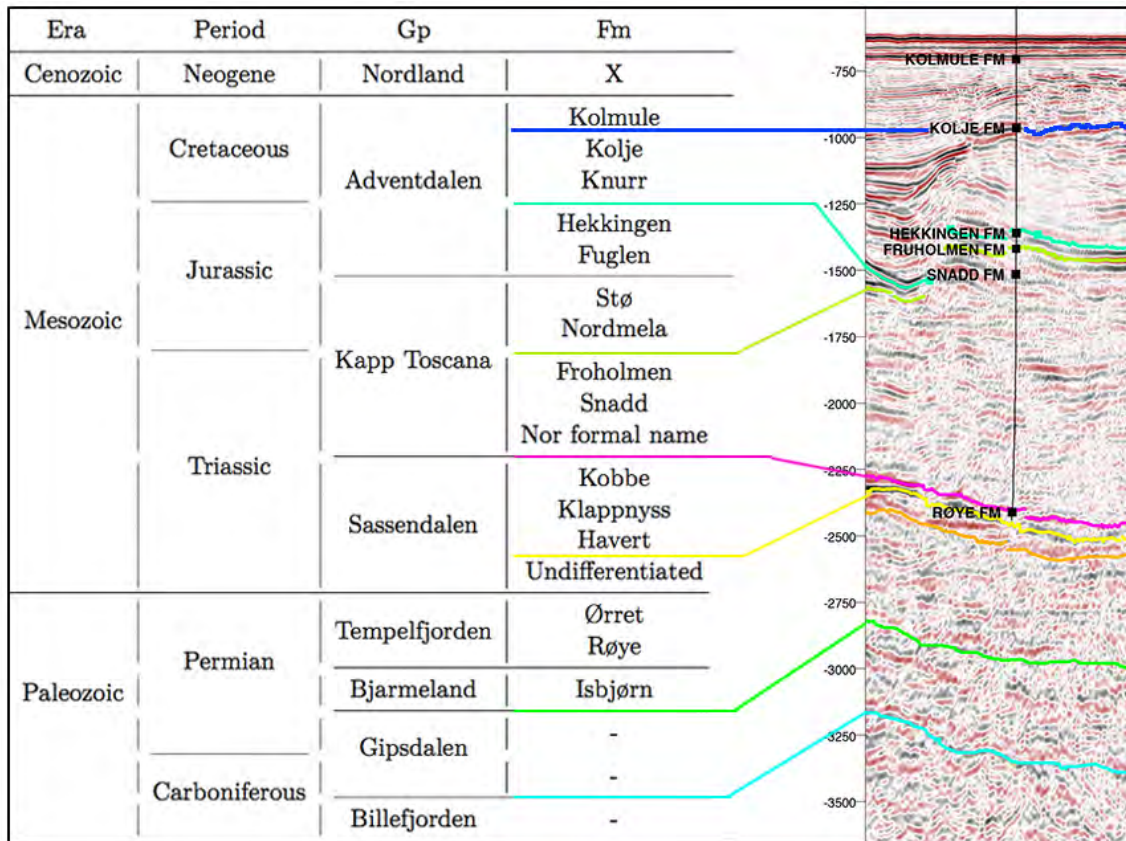 Era Period Gp Fm
Cenozoic Neogene Nordland X
Mesozoic
Cretaceous
Jurassic
Triassic
Adventdalen
Kapp Toscana
Sassendalen
Kolmule
Kolje
Knurr
Hekkingen
Fuglen
Stø
Nordmela
Froholmen
Snadd
Nor formal name
Kobbe
Klappnyss
Havert
Undifferentiated
Paleozoic
Permian
Carboniferous
Tempelfjorden
Bjarmeland
Gipsdalen
Billefjorden
Ørret
Røye
Isbjørn
-
-
-
KOLMULE FM
-750
KOLJE FM
-1000
-1250
HEKKINGEN FM
FRUHOLMEN FM
-1500
SNADD FM
-1750
-2000
-2250
RØYE FM
-2500
-2750
-3000
-3250
-3500